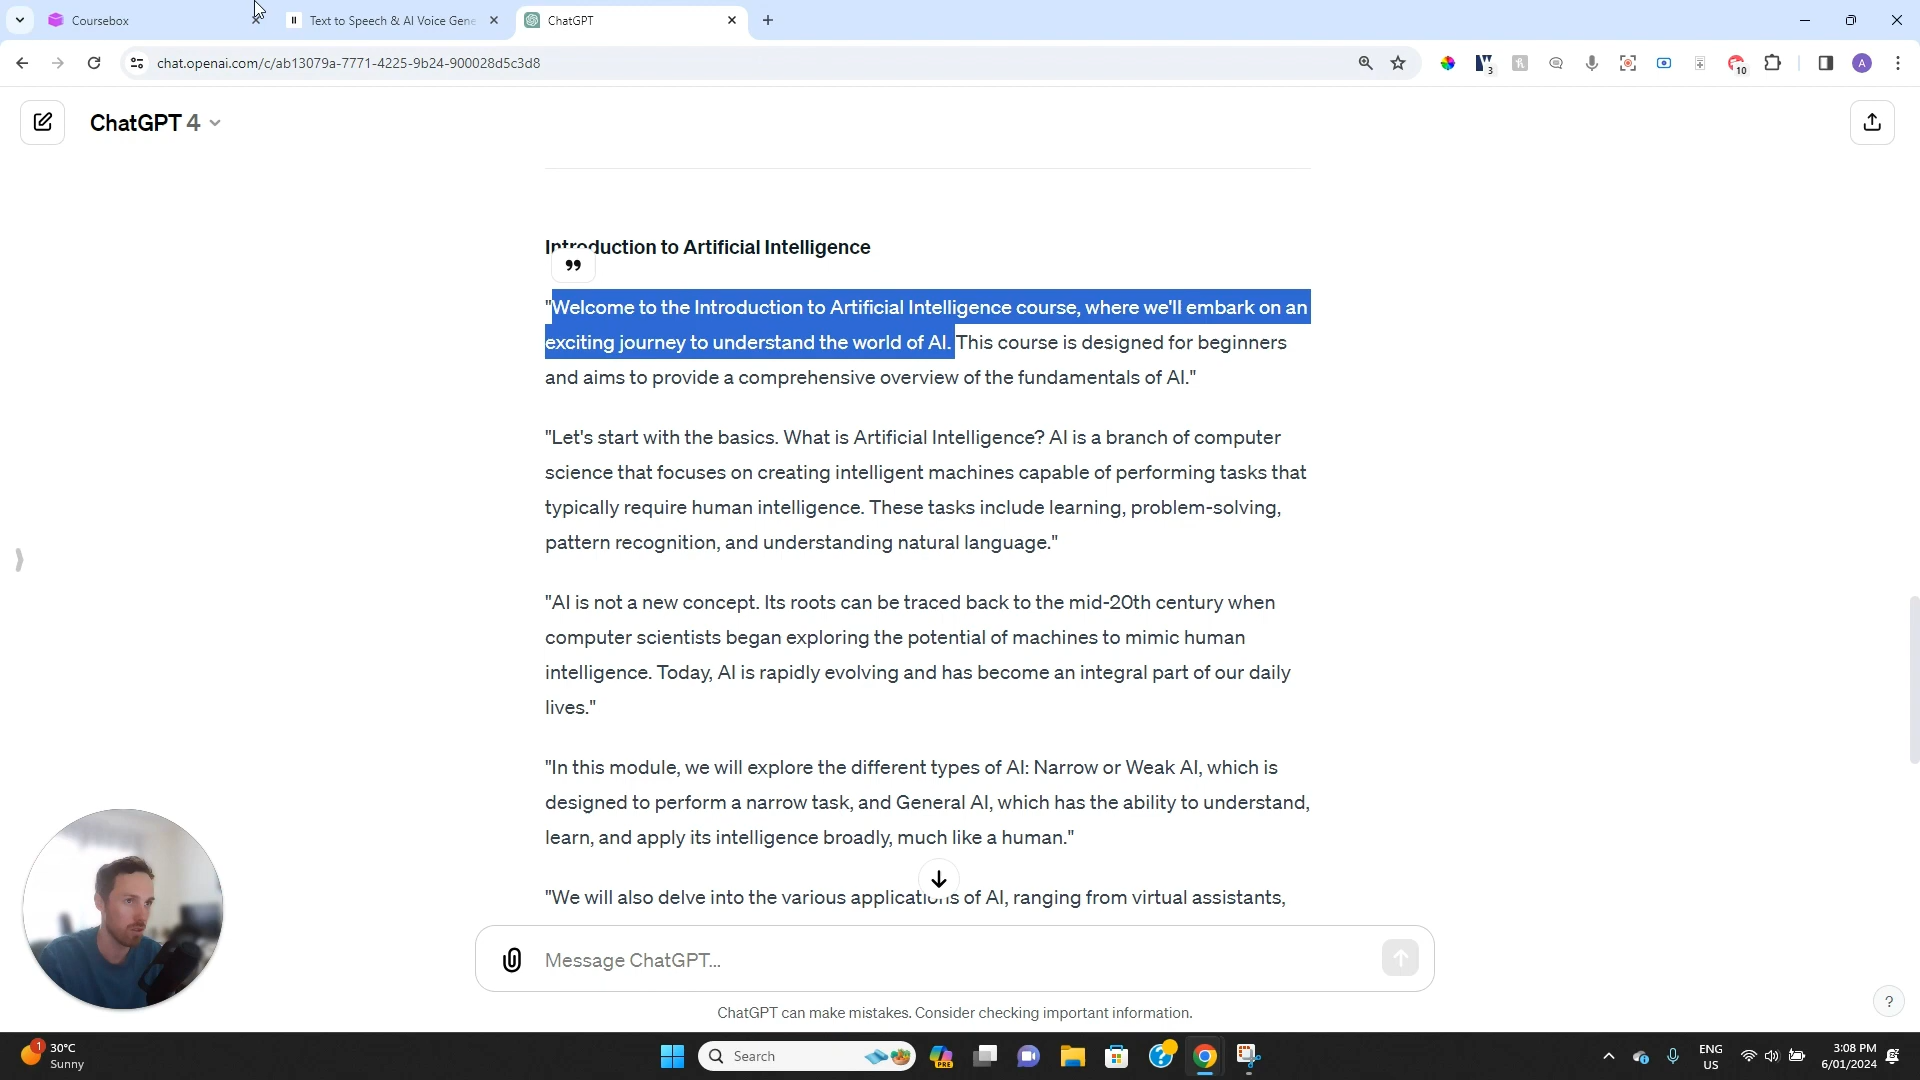 Coursebox
Text to Speech & AI Voice Gene
ChatGPT
chat.openai.com/c/ab13079a-7771-4225-9b24-900028d5c3d8
3
10
A
ChatGPT 4
Introduction to Artificial Intelligence
"Welcome to the Introduction to Artificial Intelligence course, where we'll embark on an
exciting journey to understand the world of AI. This course is designed for beginners
and aims to provide a comprehensive overview of the fundamentals of AI."
"Let's start with the basics. What is Artificial Intelligence? AI is a branch of computer
science that focuses on creating intelligent machines capable of performing tasks that
typically require human intelligence. These tasks include learning, problem-solving,
pattern recognition, and understanding natural language."
"AI is not a new concept. Its roots can be traced back to the mid-20th century when
computer scientists began exploring the potential of machines to mimic human
intelligence. Today, AI is rapidly evolving and has become an integral part of our daily
lives."
"In this module, we will explore the different types of AI: Narrow or Weak AI, which is
designed to perform a narrow task, and General AI, which has the ability to understand,
learn, and apply its intelligence broadly, much like a human."
"We will also delve into the various applications of AI, ranging from virtual assistants,
Message ChatGPT...
ChatGPT can make mistakes. Consider checking important information.
?
1
30°C
Sunny
Search
PRE
ENG
US
3:08 PM
6/01/2024